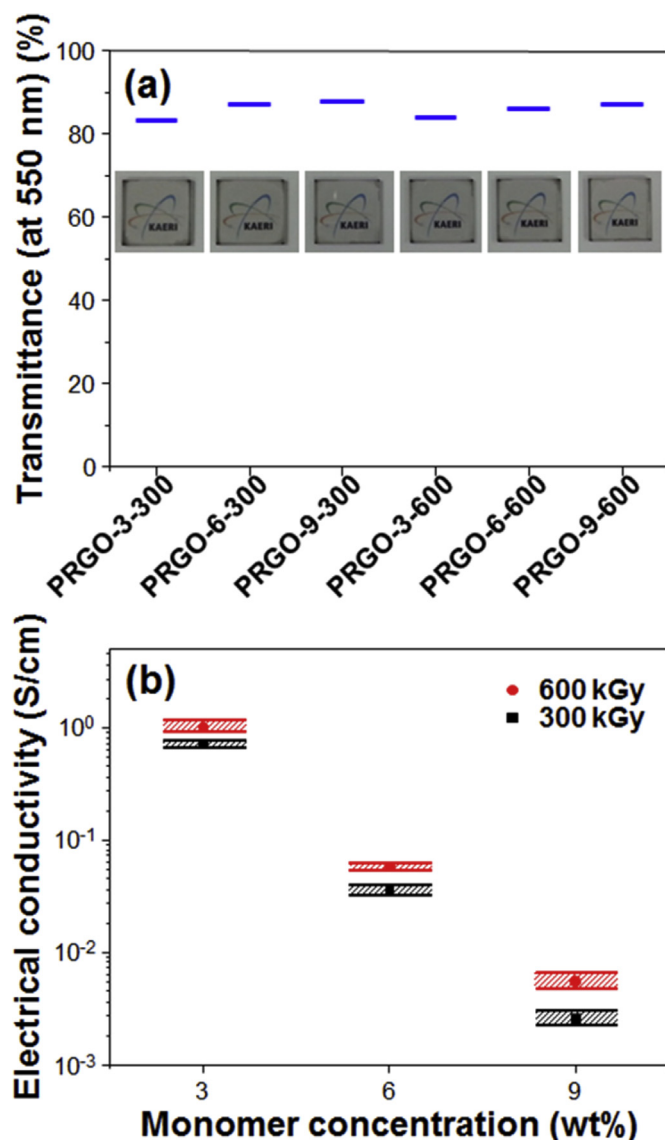 Transmittance (at 550 nm) (%)
(a)
100
80
60
40
20
0
KAERI
KAERI
KAERI
KAERI
KAERI
KAERI
PRGO-3-300
PRGO-6-300
PRGO-9-300
PRGO-3-600
PRGO-6-600
PRGO-9-600
Electrical conductivity (S/cm)
(b)
600 kGy
300 kGy
10⁰
10⁻¹
10⁻²
10⁻³
3 6 9
Monomer concentration (wt%)